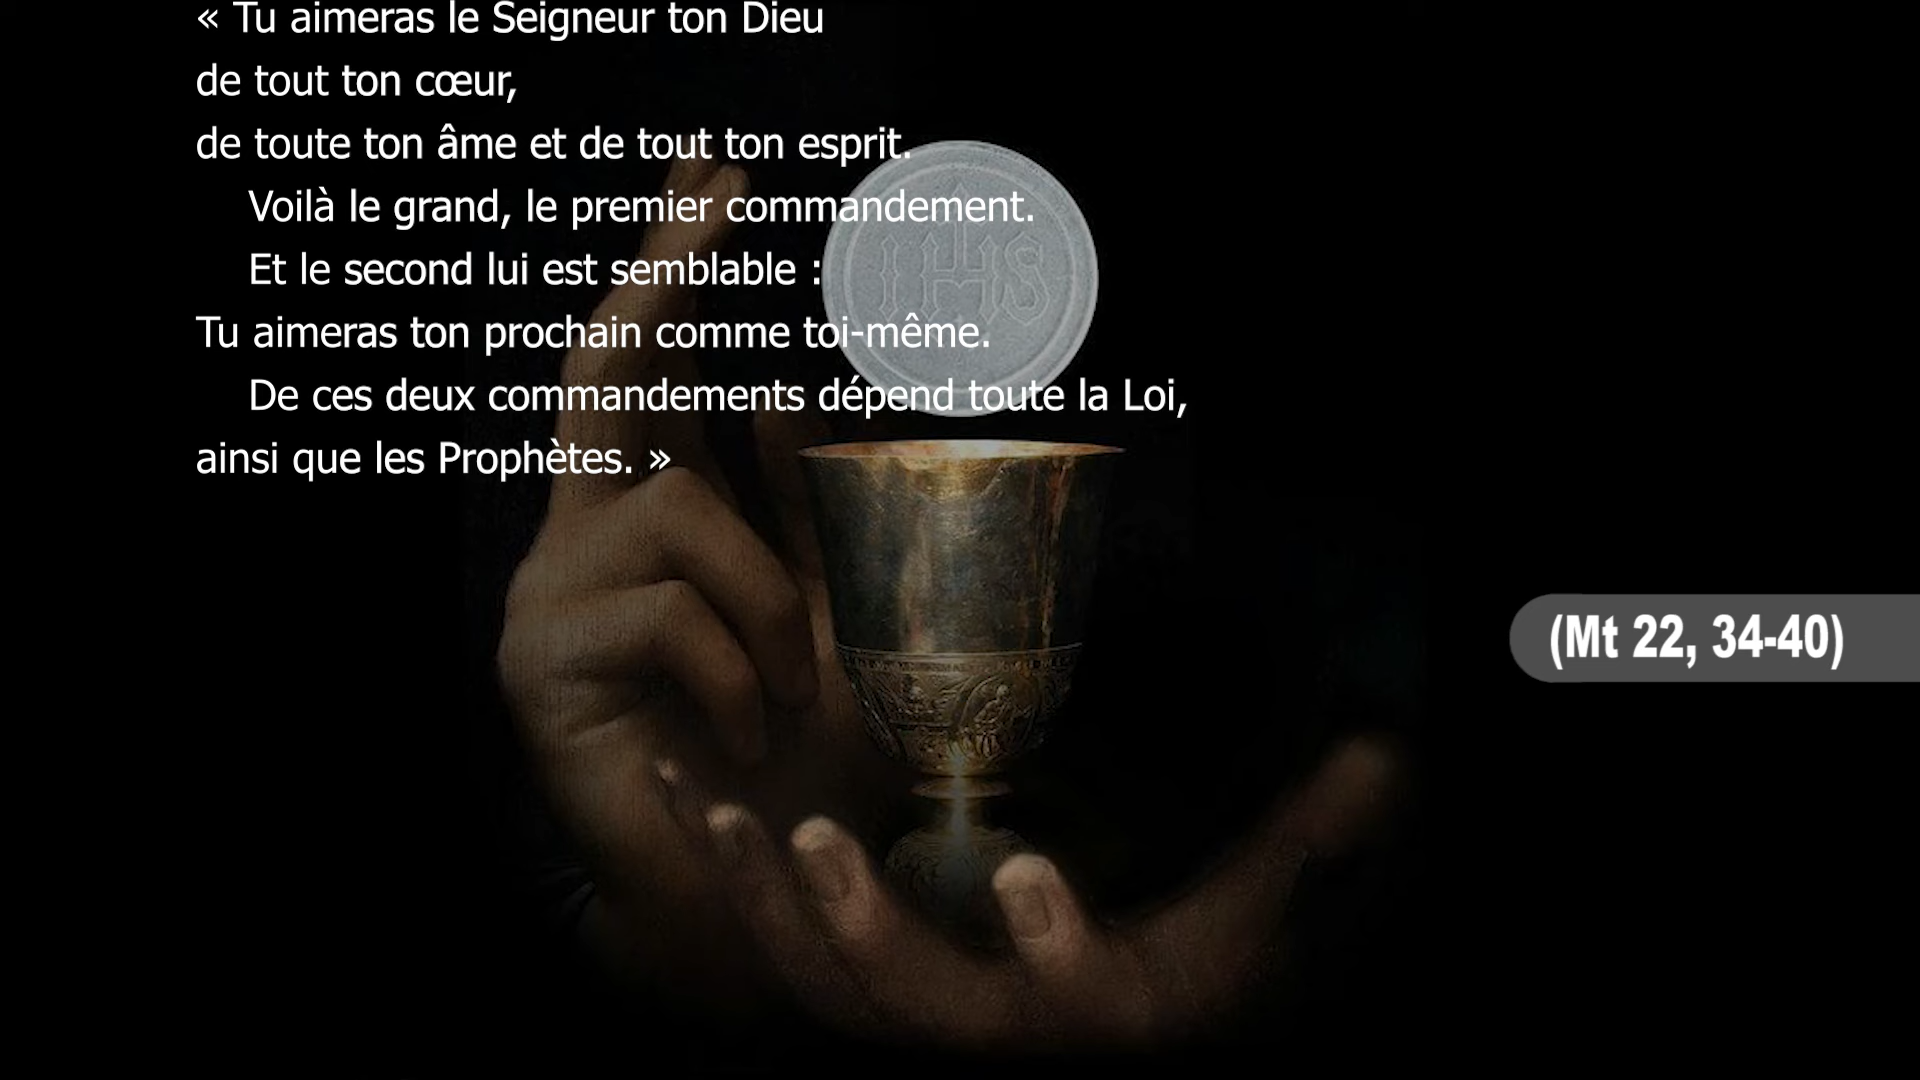 « Tu aimeras le Seigneur ton Dieu
de tout ton cœur,
de toute ton âme et de tout ton esprit.
Voilà le grand, le premier commandement.
Et le second lui est semblable :
Tu aimeras ton prochain comme toi-même.
De ces deux commandements dépend toute la Loi,
ainsi que les Prophètes. »
IHS
(Mt 22, 34-40)